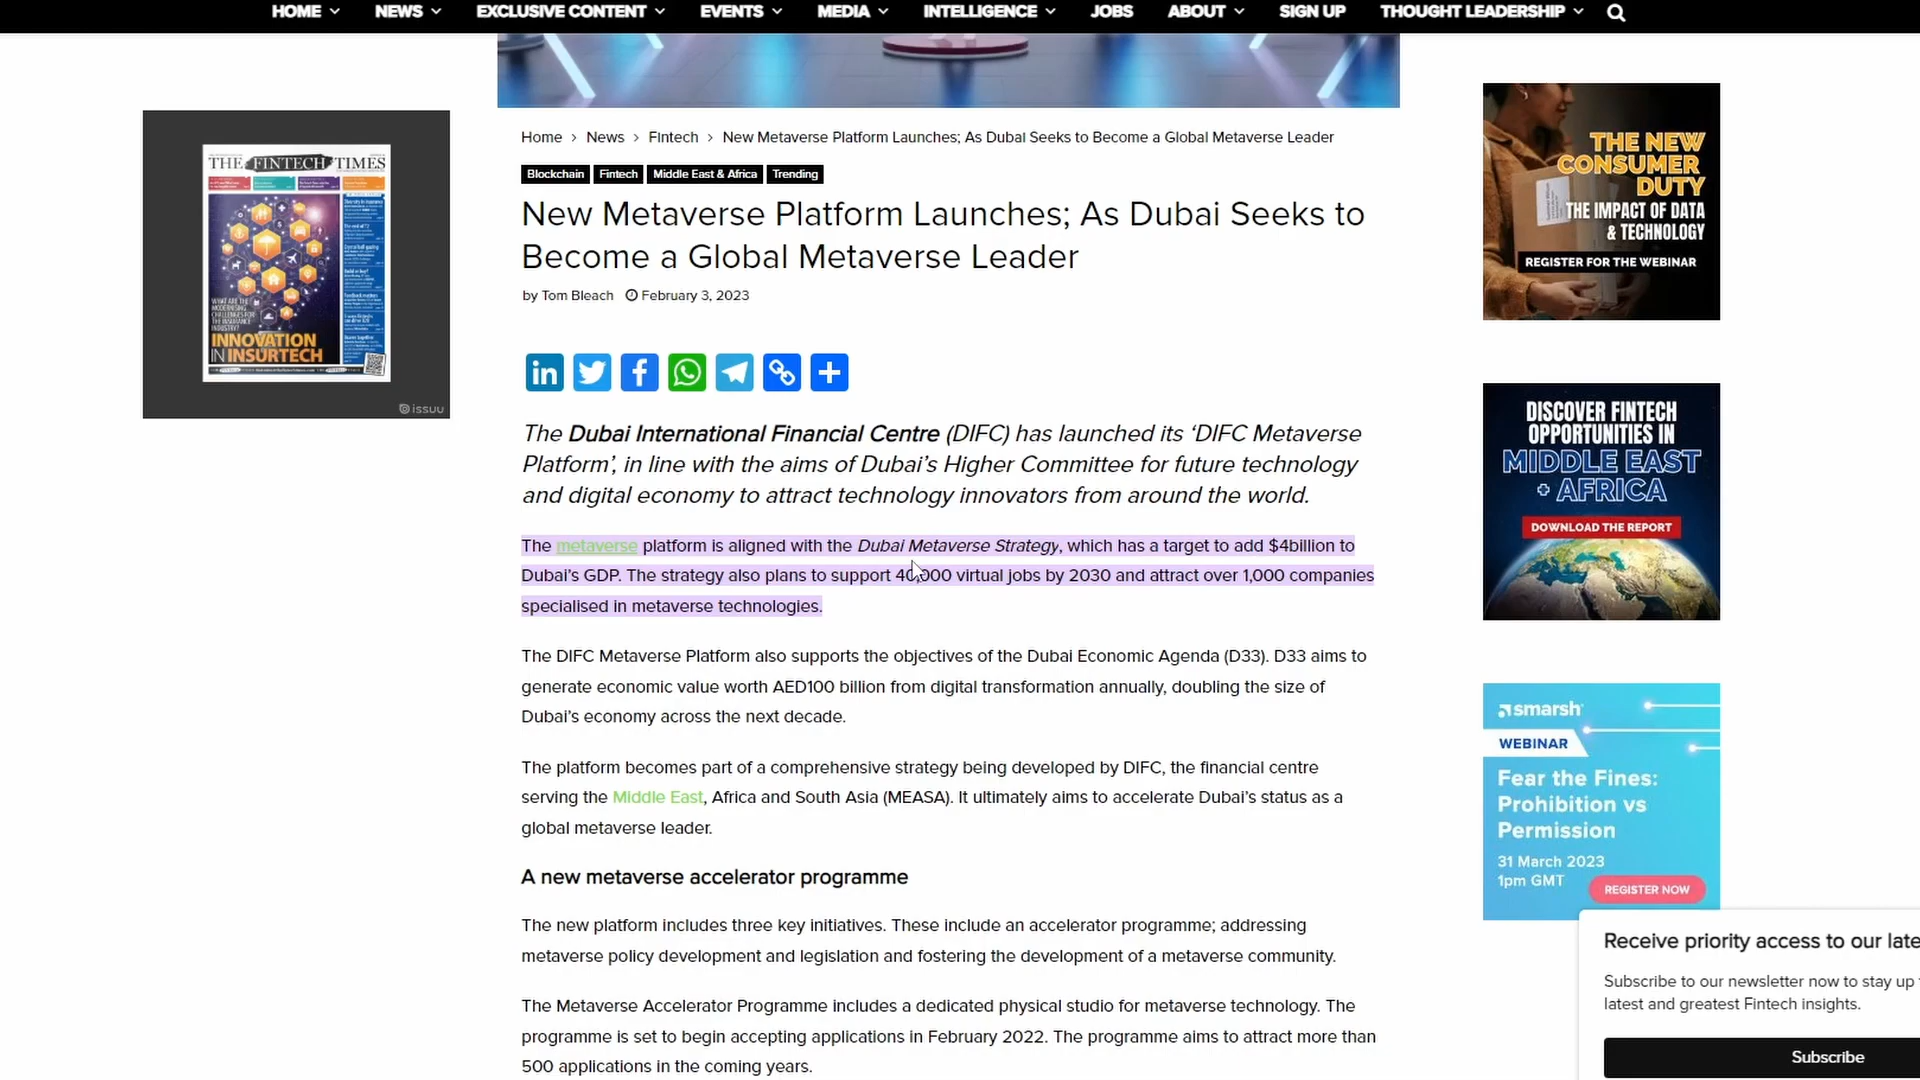 HOME NEWS EXCLUSIVE CONTENT EVENTS MEDIA INTELLIGENCE JOBS ABOUT SIGN UP THOUGHT LEADERSHIP
Home > News > Fintech > New Metaverse Platform Launches; As Dubai Seeks to Become a Global Metaverse Leader
Blockchain Fintech Middle East & Africa Trending
New Metaverse Platform Launches; As Dubai Seeks to
Become a Global Metaverse Leader
by Tom Bleach February 3, 2023
The Dubai International Financial Centre (DIFC) has launched its ‘DIFC Metaverse
Platform’, in line with the aims of Dubai’s Higher Committee for future technology
and digital economy to attract technology innovators from around the world.
The metaverse platform is aligned with the Dubai Metaverse Strategy, which has a target to add $4billion to
Dubai’s GDP. The strategy also plans to support 40,000 virtual jobs by 2030 and attract over 1,000 companies
specialised in metaverse technologies.
The DIFC Metaverse Platform also supports the objectives of the Dubai Economic Agenda (D33). D33 aims to
generate economic value worth AED100 billion from digital transformation annually, doubling the size of
Dubai’s economy across the next decade.
The platform becomes part of a comprehensive strategy being developed by DIFC, the financial centre
serving the Middle East, Africa and South Asia (MEASA). It ultimately aims to accelerate Dubai’s status as a
global metaverse leader.
A new metaverse accelerator programme
The new platform includes three key initiatives. These include an accelerator programme; addressing
metaverse policy development and legislation and fostering the development of a metaverse community.
The Metaverse Accelerator Programme includes a dedicated physical studio for metaverse technology. The
programme is set to begin accepting applications in February 2022. The programme aims to attract more than
500 applications in the coming years.
THE FINTECH TIMES
WHAT ARE THE
MODERNISING
CHALLENGES FOR
THE INSURANCE
INDUSTRY?
INNOVATION
IN INSURTECH
issuu
THE NEW
CONSUMER
DUTY
THE IMPACT OF DATA
& TECHNOLOGY
REGISTER FOR THE WEBINAR
DISCOVER FINTECH
OPPORTUNITIES IN
MIDDLE EAST
+ AFRICA
DOWNLOAD THE REPORT
smarsh
WEBINAR
Fear the Fines:
Prohibition vs
Permission
31 March 2023
1pm GMT
REGISTER NOW
Receive priority access to our late
Subscribe to our newsletter now to stay up
latest and greatest Fintech insights.
Subscribe